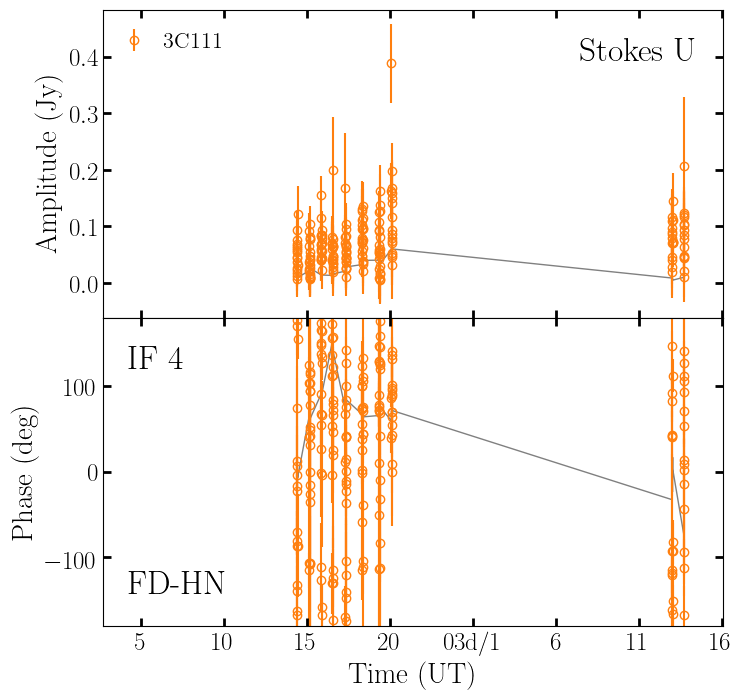 3C111
Stokes U
Amplitude (Jy)
0.4
0.3
0.2
0.1
0.0
IF 4
Phase (deg)
100
0
−100
FD-HN
5 10 15 20 03d/1 6 11 16
Time (UT)